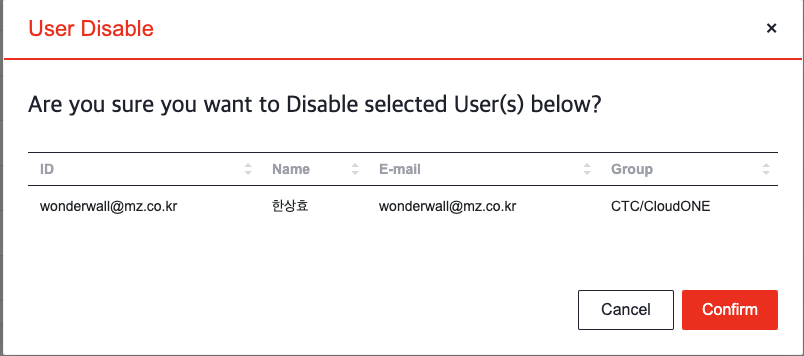 User Disable ×
Are you sure you want to Disable selected User(s) below?
ID Name E-mail Group
wonderwall@mz.co.kr 한상효 wonderwall@mz.co.kr CTC/CloudONE
Cancel Confirm